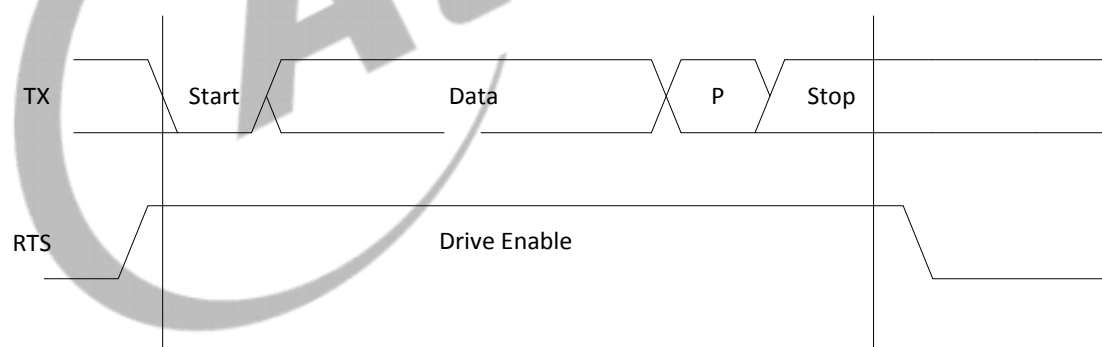 TX
Start
Data
P
Stop
RTS
Drive Enable